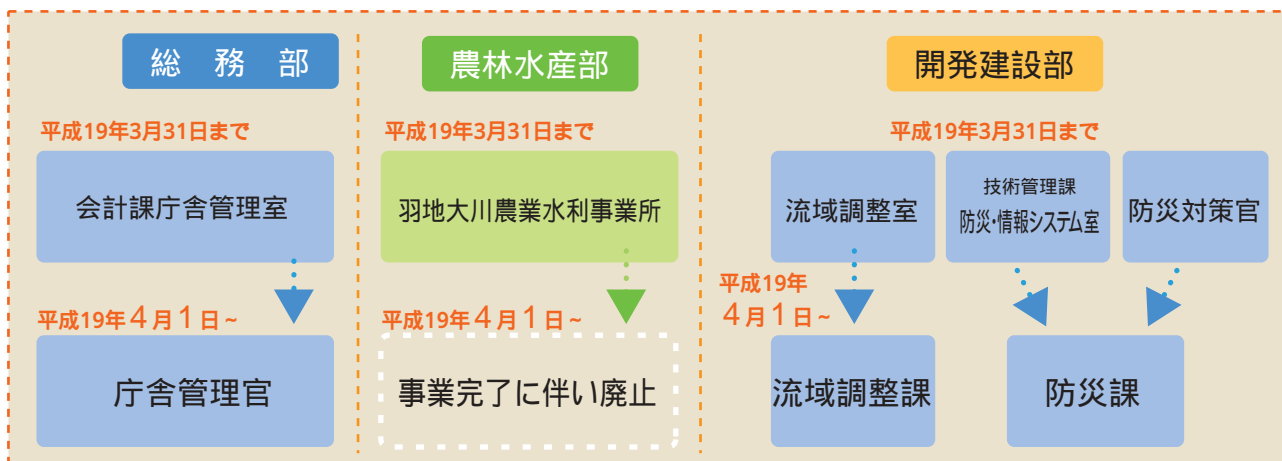 総務部
平成19年3月31日まで
会計課庁舎管理室
平成19年4月1日~
庁舎管理官
農林水産部
平成19年3月31日まで
羽地大川農業水利事業所
平成19年4月1日~
事業完了に伴い廃止
開発建設部
平成19年3月31日まで
流域調整室
技術管理課
防災・情報システム室
防災対策官
平成19年
4月1日~
流域調整課
防災課